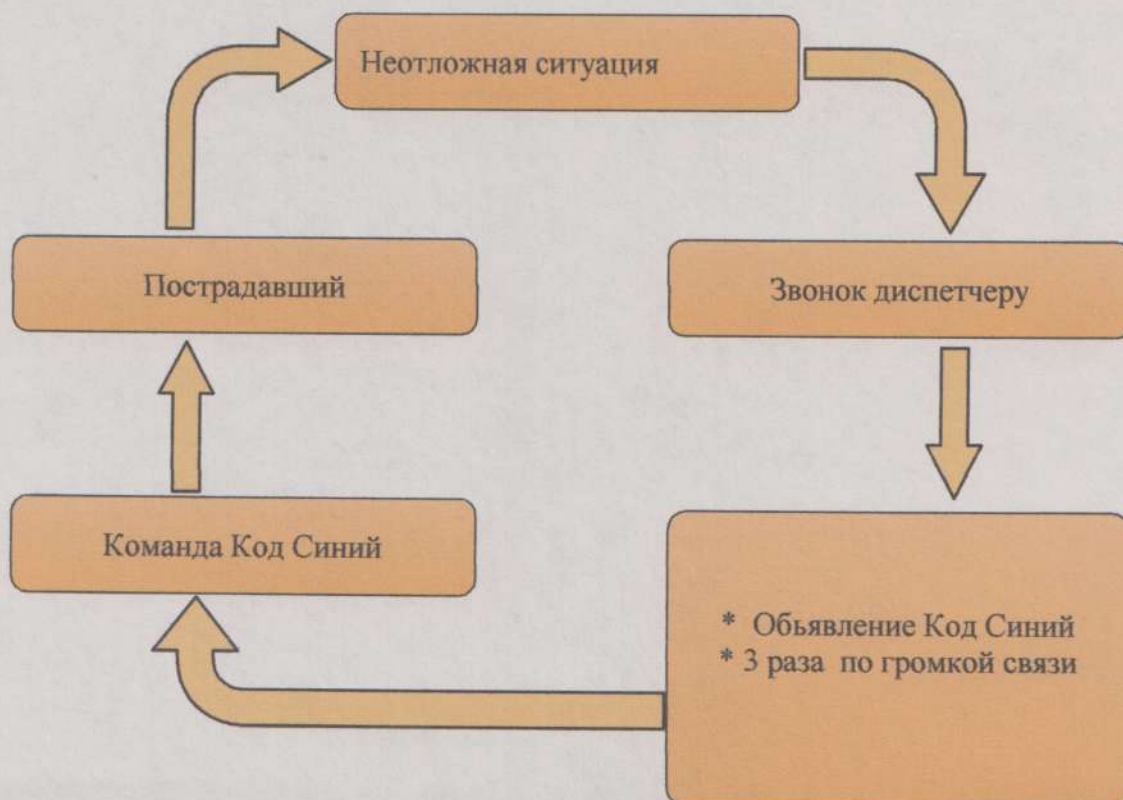 Неотложная ситуация
Звонок диспетчеру
* Обьявление Код Синий
* 3 раза по громкой связи
Команда Код Синий
Пострадавший